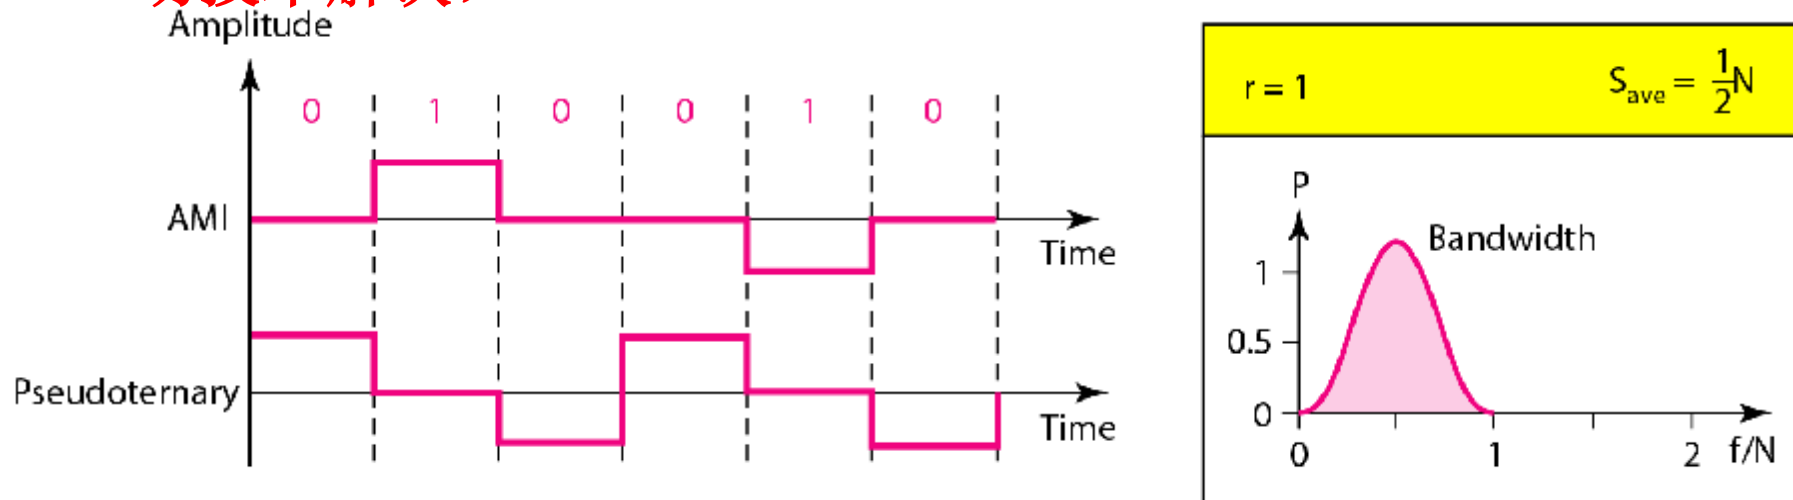 Amplitude
0 1 0 0 1 0
AMI
Time
Pseudoternary
Time
r = 1
S_ave = 1/2 N
P
Bandwidth
1
0.5
0
0 1 2 f/N